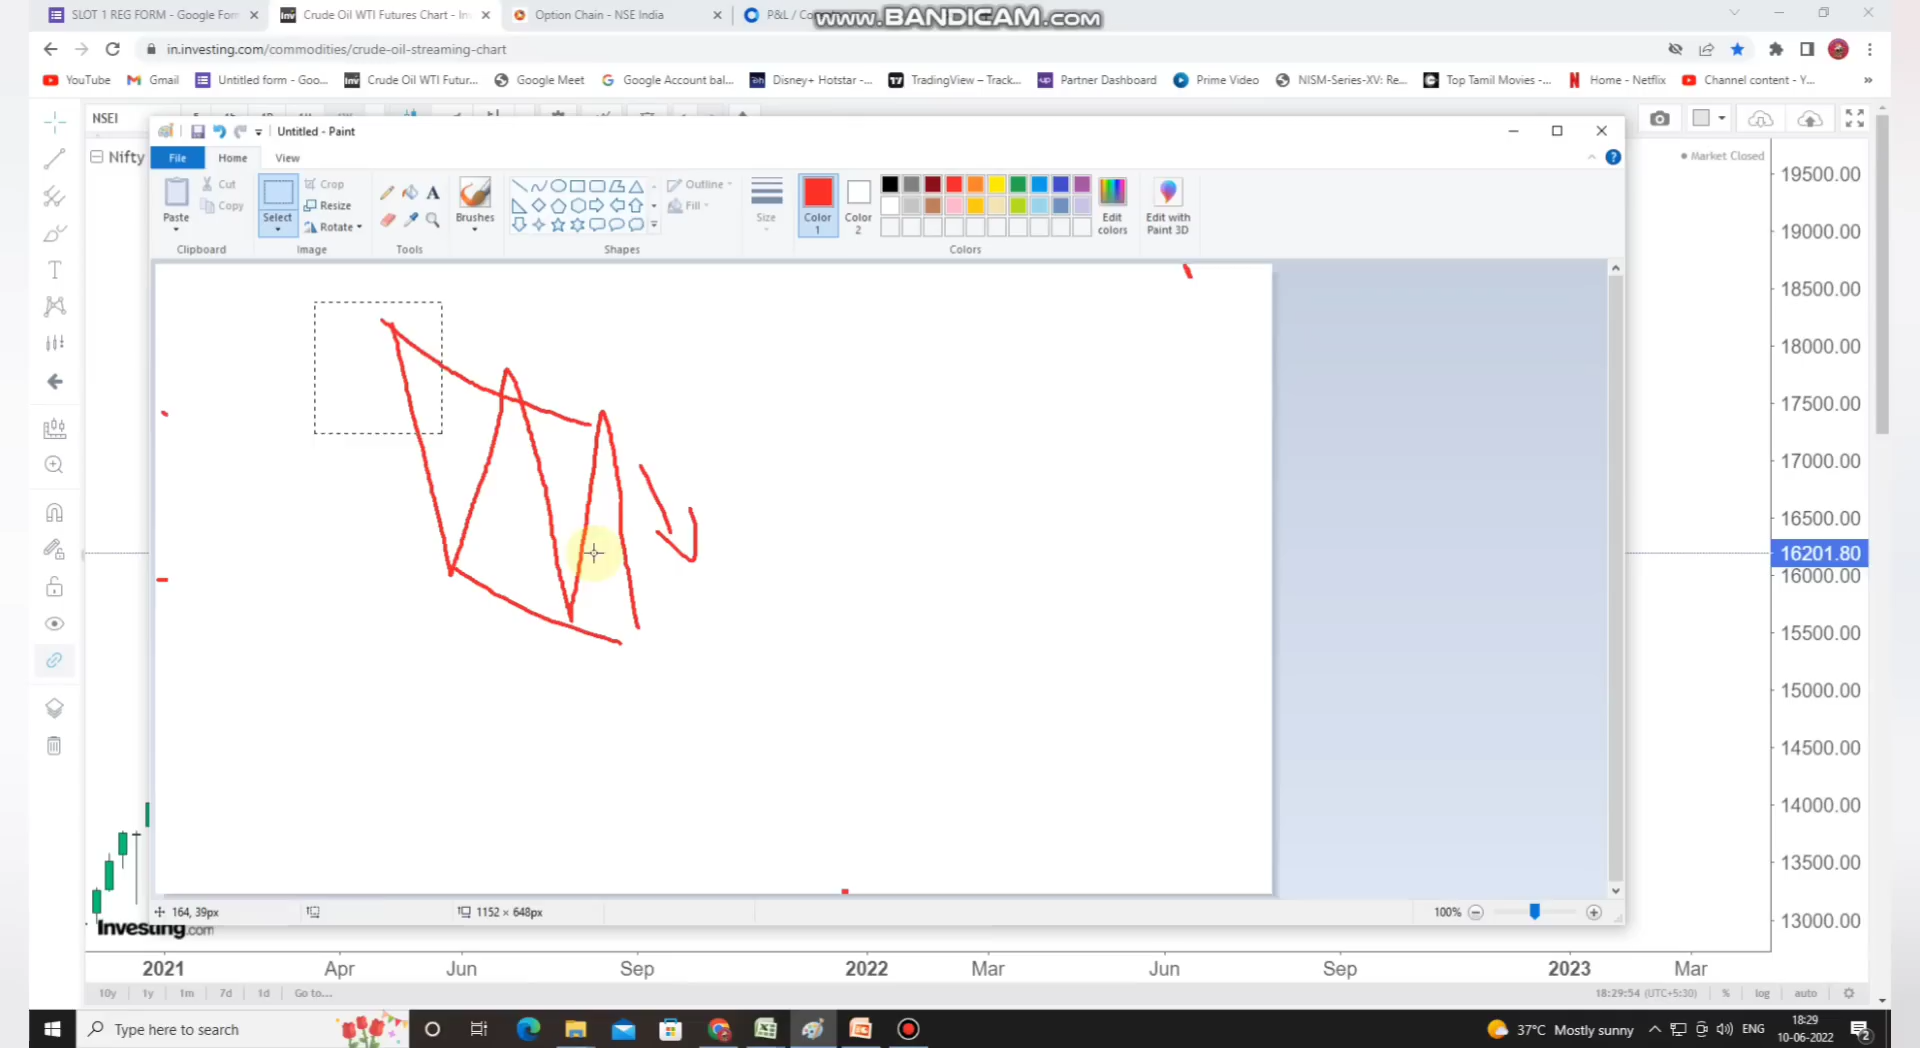 SLOT 1 REG FORM - Google Form
Crude Oil WTI Futures Chart - In
Option Chain - NSE India
P&L /
www.BANDICAM.com
in.investing.com/commodities/crude-oil-streaming-chart
YouTube
Gmail
Untitled form - Goo...
Crude Oil WTI Futur...
Google Meet
Google Account bal...
Disney+ Hotstar -...
TradingView – Track...
Partner Dashboard
Prime Video
NISM-Series-XV: Re...
Top Tamil Movies -...
Home - Netflix
Channel content - Y...
»
NSEI
Untitled - Paint
Nifty
File
Home
View
Market Closed
Paste
Cut
Copy
Clipboard
Select
Crop
Resize
Rotate
Image
Tools
Brushes
Shapes
Outline
Fill
Size
Color 1
Color 2
Colors
Edit colors
Edit with Paint 3D
19500.00
19000.00
18500.00
18000.00
17500.00
17000.00
16500.00
16201.80
16000.00
15500.00
15000.00
14500.00
14000.00
13500.00
13000.00
164, 39px
1152 × 648px
100%
Investing.com
2021
Apr
Jun
Sep
2022
Mar
Jun
Sep
2023
Mar
10y
1y
1m
7d
1d
Go to...
18:29:54 (UTC+5:30)
%
log
auto
Type here to search
37°C Mostly sunny
ENG
18:29
10-06-2022
2